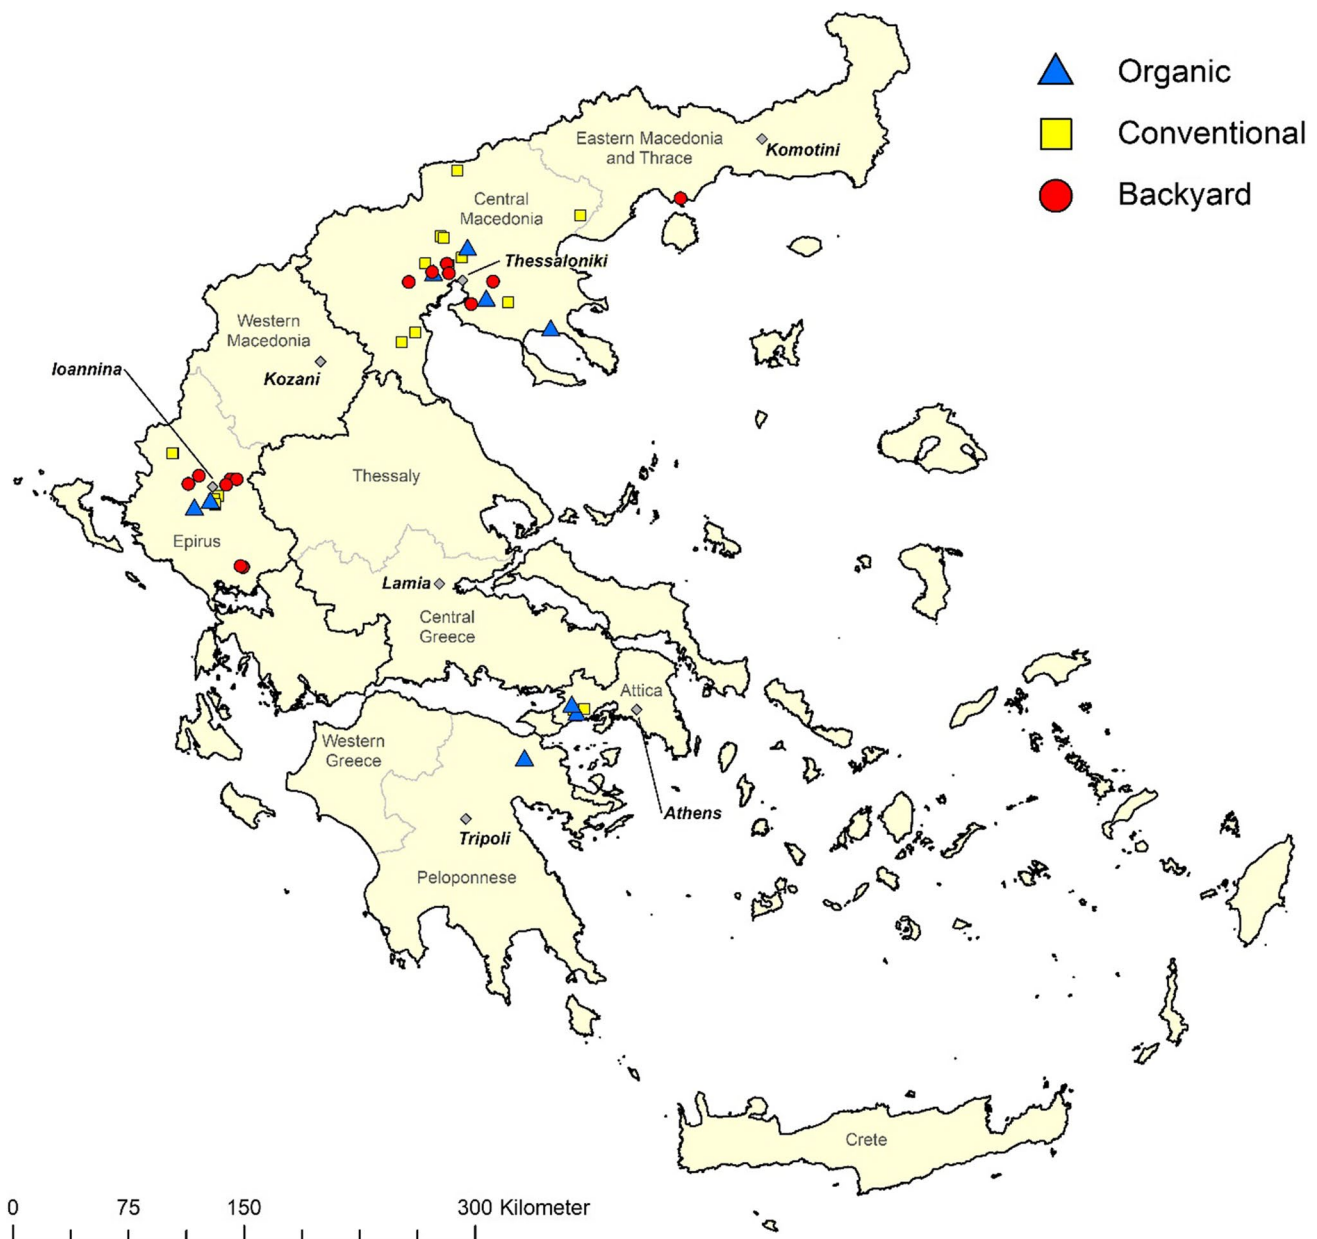 Organic
Conventional
Backyard
Eastern Macedonia
and Thrace
Komotini
Central
Macedonia
Thessaloniki
Western
Macedonia
Kozani
Ioannina
Thessaly
Epirus
Lamia
Central
Greece
Attica
Western
Greece
Athens
Tripoli
Peloponnese
Crete
0 75 150 300 Kilometer